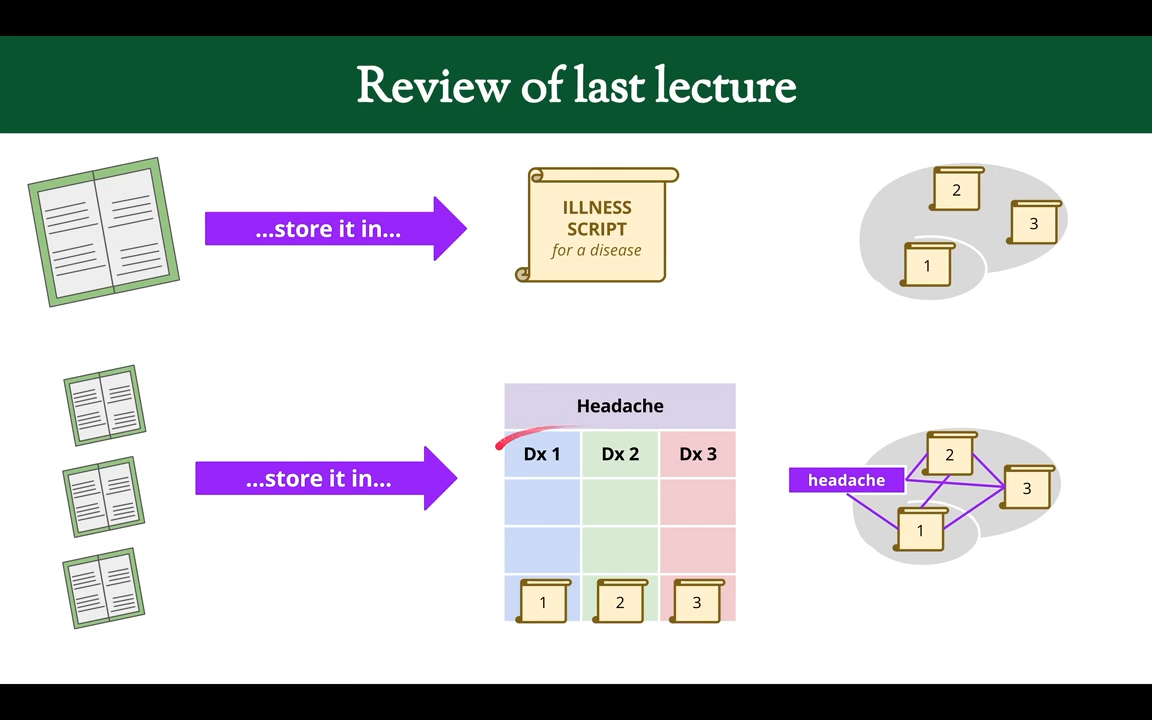 Review of last lecture
...store it in...
ILLNESS
SCRIPT
for a disease
2
3
1
...store it in...
Headache
Dx 1 Dx 2 Dx 3
1 2 3
headache
2
3
1